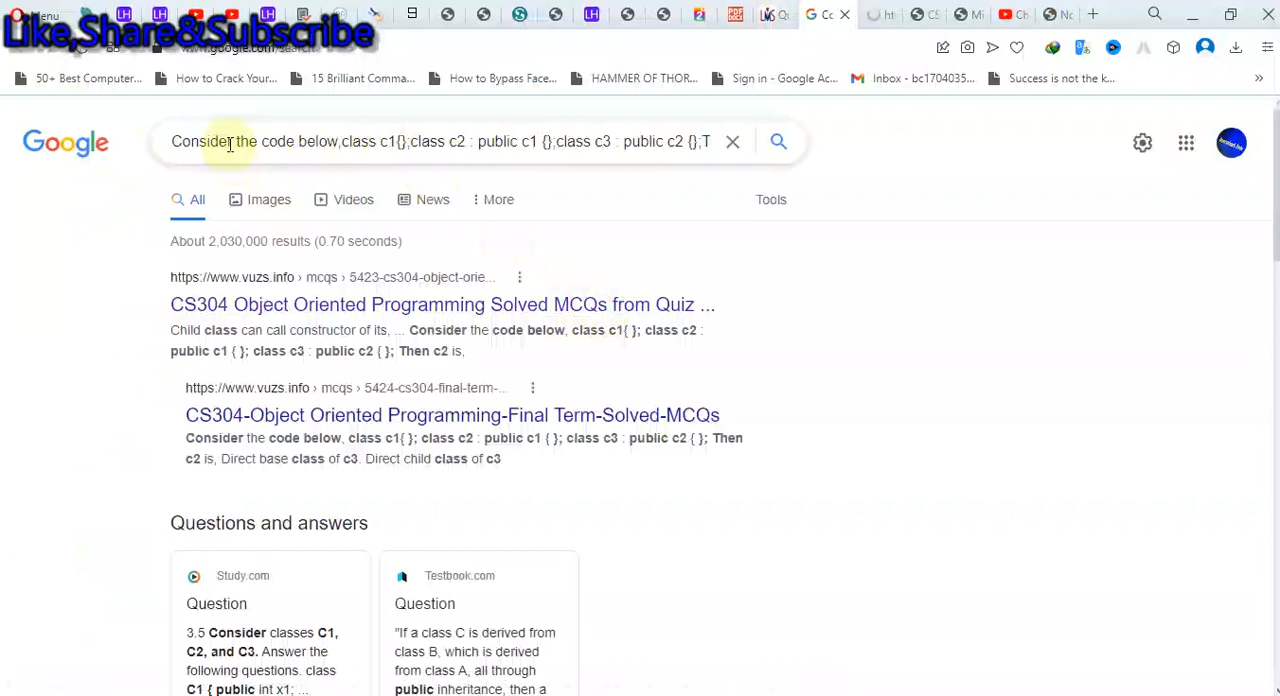 Menu
Like,Share&Subscribe
www.google.com/search
50+ Best Computer...
How to Crack Your...
15 Brilliant Comma...
How to Bypass Face...
HAMMER OF THOR...
Sign in - Google Ac...
Inbox - bc1704035...
Success is not the k...
»
Google
Consider the code below,class c1{};class c2 : public c1 {};class c3 : public c2 {};T
All
Images
Videos
News
More
Tools
About 2,030,000 results (0.70 seconds)
https://www.vuzs.info › mcqs › 5423-cs304-object-orie...
CS304 Object Oriented Programming Solved MCQs from Quiz ...
Child class can call constructor of its, ... Consider the code below, class c1{ }; class c2 :
public c1 { }; class c3 : public c2 { }; Then c2 is,
https://www.vuzs.info › mcqs › 5424-cs304-final-term-...
CS304-Object Oriented Programming-Final Term-Solved-MCQs
Consider the code below, class c1{ }; class c2 : public c1 { }; class c3 : public c2 { }; Then
c2 is, Direct base class of c3. Direct child class of c3
Questions and answers
Study.com
Question
3.5 Consider classes C1,
C2, and C3. Answer the
following questions. class
C1 { public int x1; ...
Testbook.com
Question
"If a class C is derived from
class B, which is derived
from class A, all through
public inheritance, then a